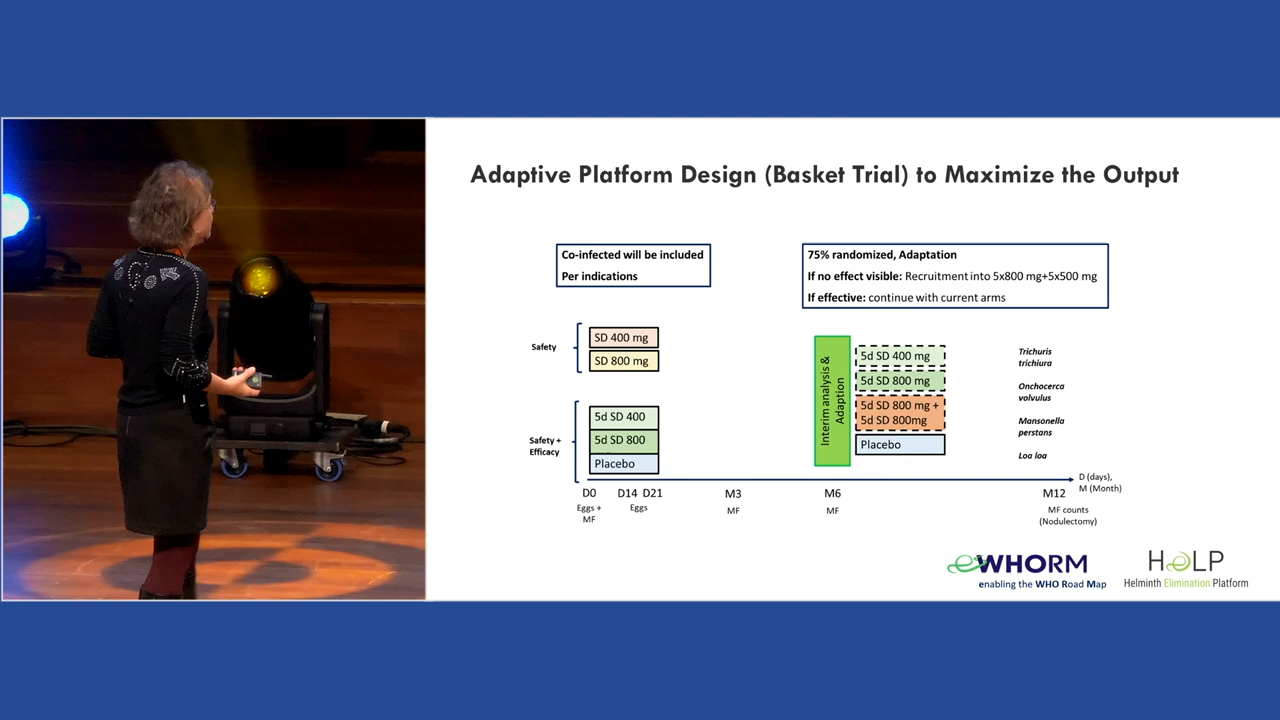 Adaptive Platform Design (Basket Trial) to Maximize the Output
Co-infected will be included
Per indications
75% randomized, Adaptation
If no effect visible: Recruitment into 5x800 mg+5x500 mg
If effective: continue with current arms
Safety
SD 400 mg
SD 800 mg
Safety +
Efficacy
5d SD 400
5d SD 800
Placebo
Interim analysis &
Adaption
5d SD 400 mg
5d SD 800 mg
5d SD 800 mg +
5d SD 800mg
Placebo
Trichuris
trichiura
Onchocerca
volvulus
Mansonella
perstans
Loa loa
D (days),
M (Month)
D0
D14
D21
M3
M6
M12
Eggs +
MF
Eggs
MF
MF
MF counts
(Nodulectomy)
eWHORM
enabling the WHO Road Map
HeLP
Helminth Elimination Platform